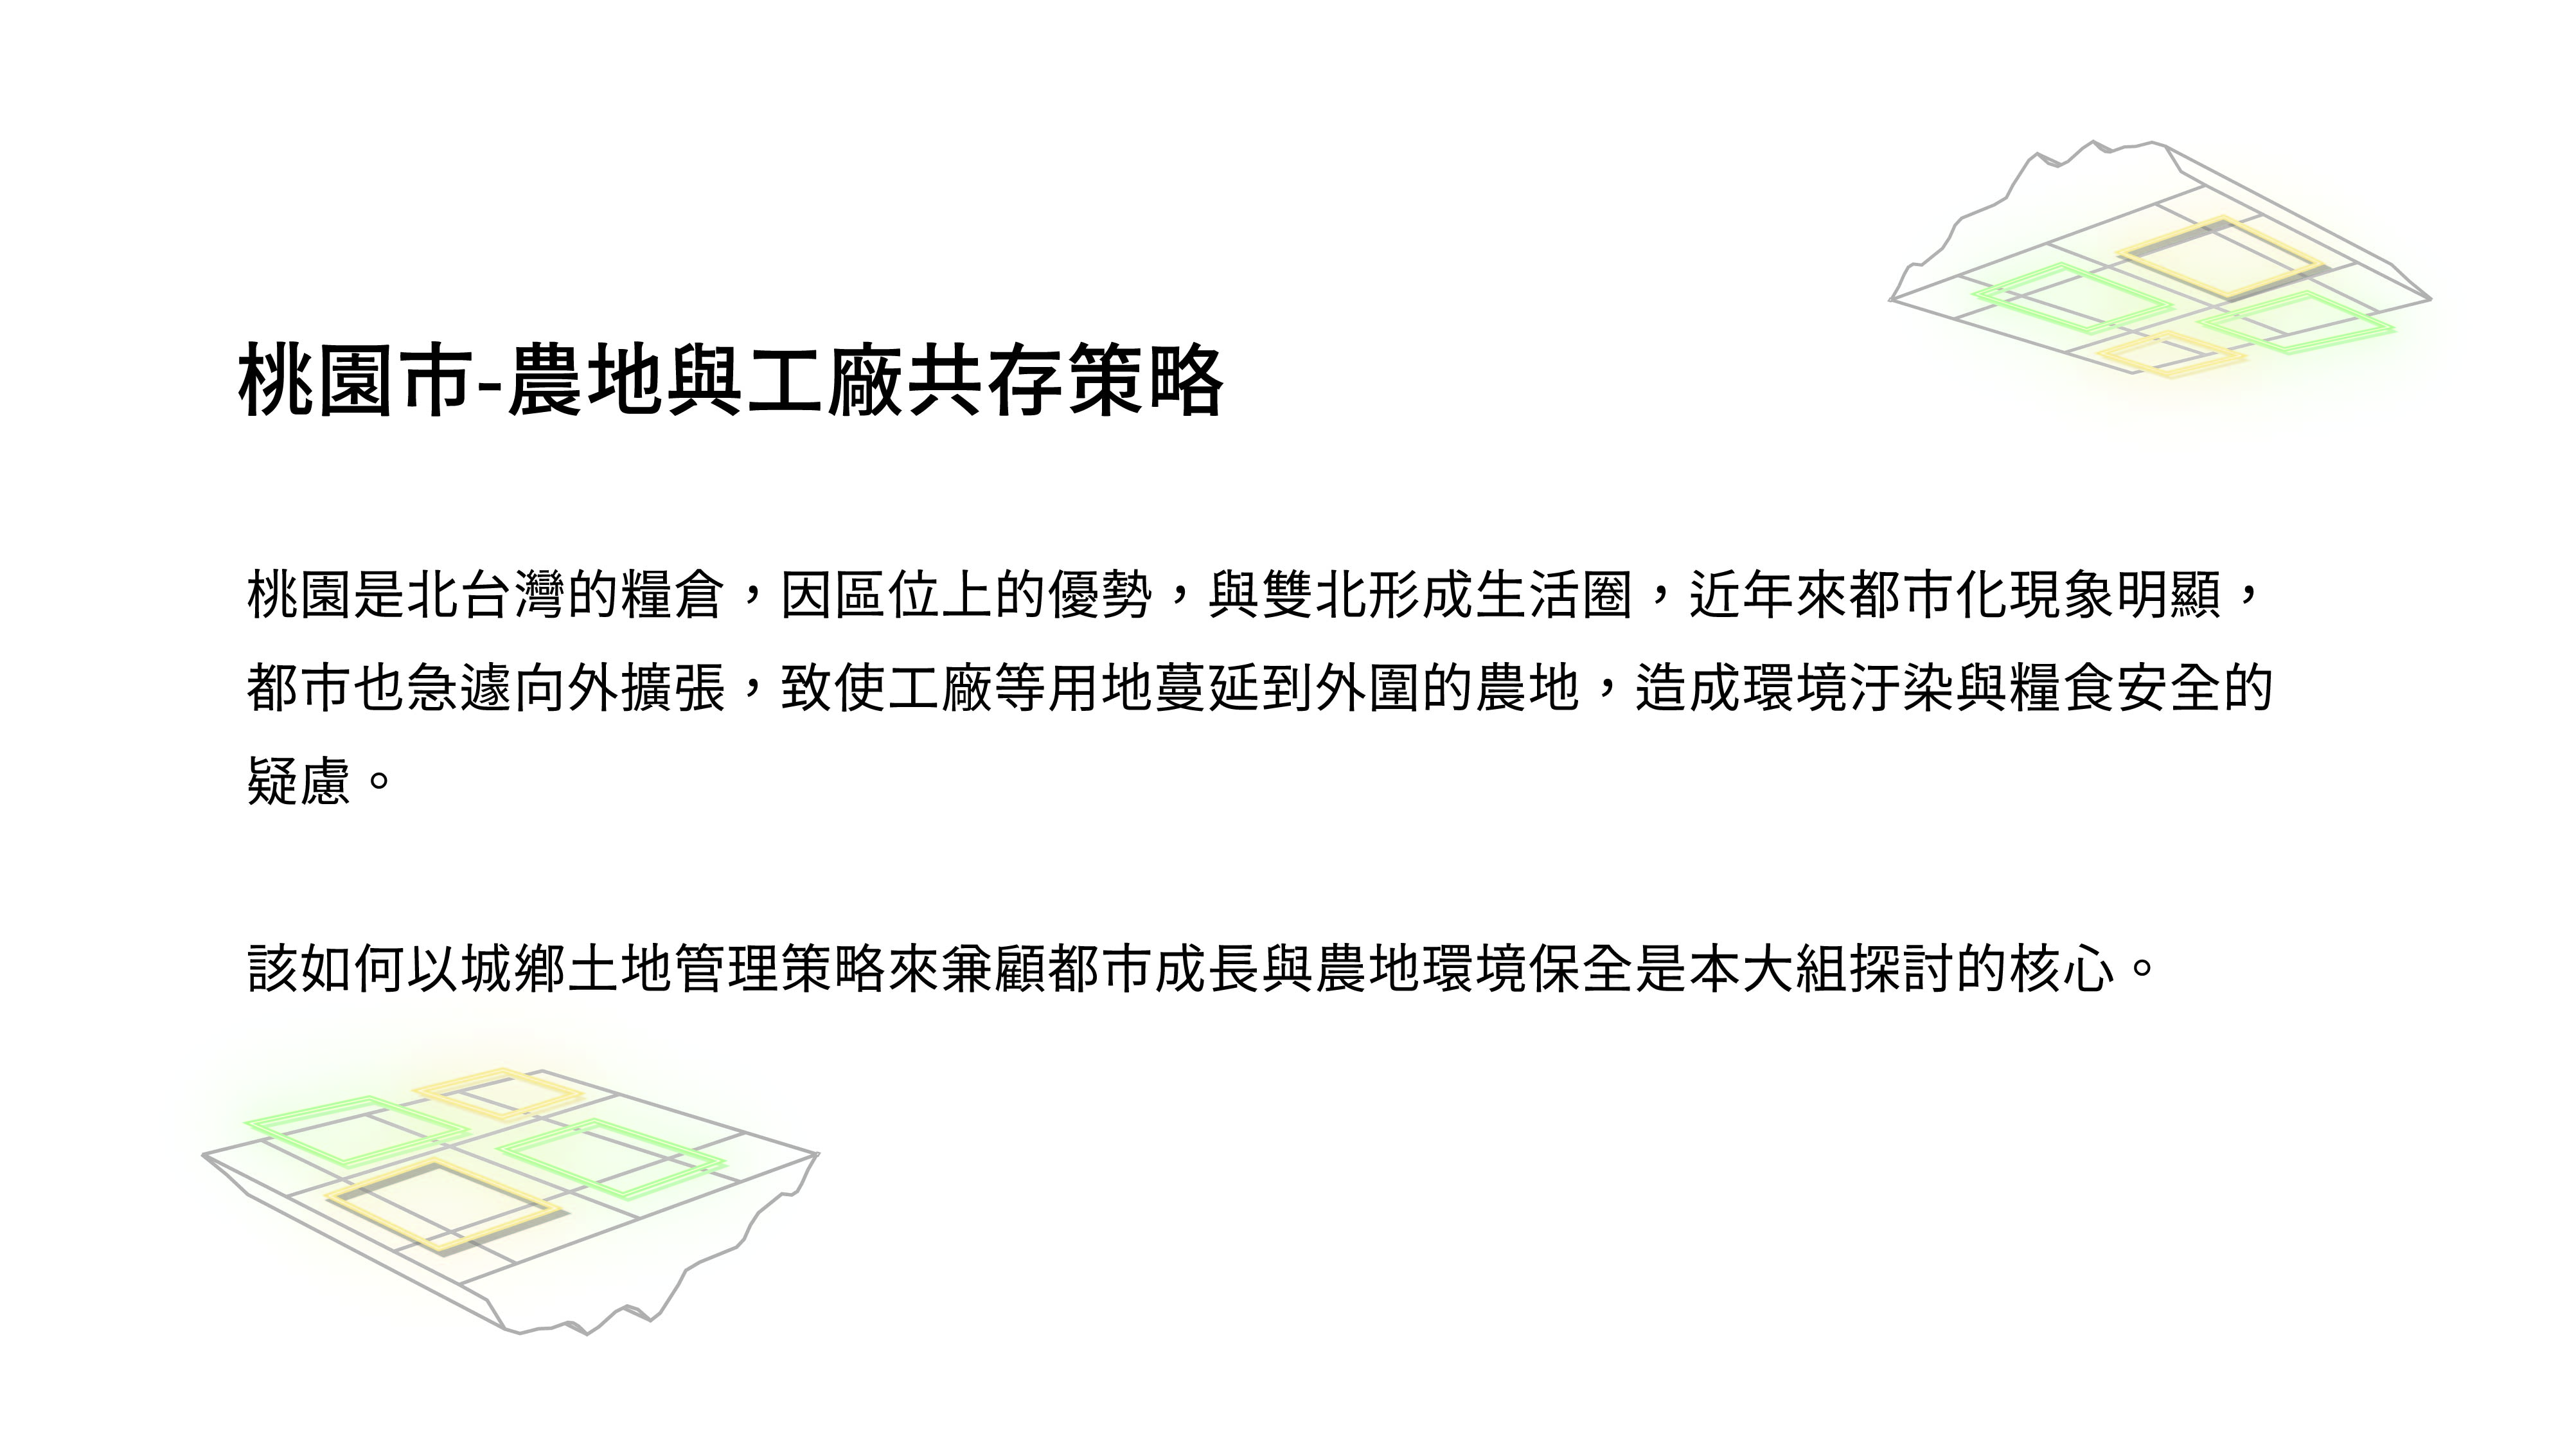 桃園市-農地與工廠共存策略
桃園是北台灣的糧倉，因區位上的優勢，與雙北形成生活圈，近年來都市化現象明顯，
都市也急遽向外擴張，致使工廠等用地蔓延到外圍的農地，造成環境汙染與糧食安全的
疑慮。
該如何以城鄉土地管理策略來兼顧都市成長與農地環境保全是本大組探討的核心。